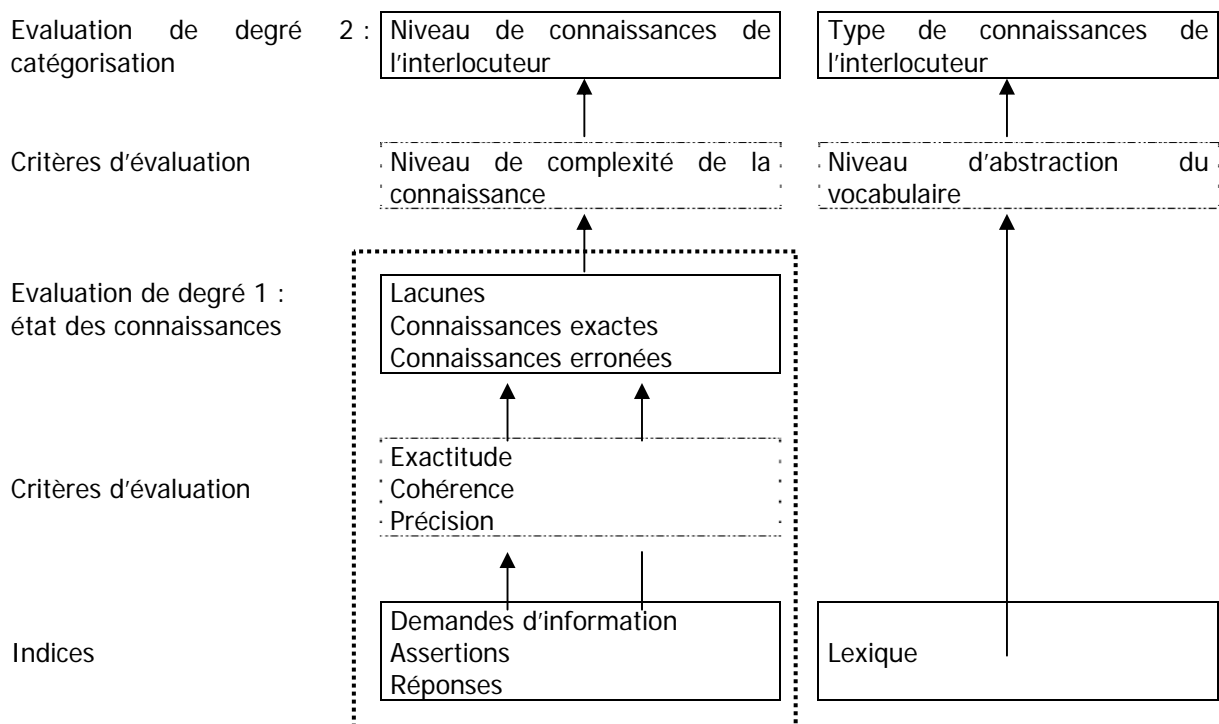 Evaluation de degré 2 :
catégorisation
Niveau de connaissances de
l'interlocuteur
Type de connaissances de
l'interlocuteur
Critères d'évaluation
Niveau de complexité de la
connaissance
Niveau d'abstraction du
vocabulaire
Evaluation de degré 1 :
état des connaissances
Lacunes
Connaissances exactes
Connaissances erronées
Critères d'évaluation
Exactitude
Cohérence
Précision
Indices
Demandes d'information
Assertions
Réponses
Lexique